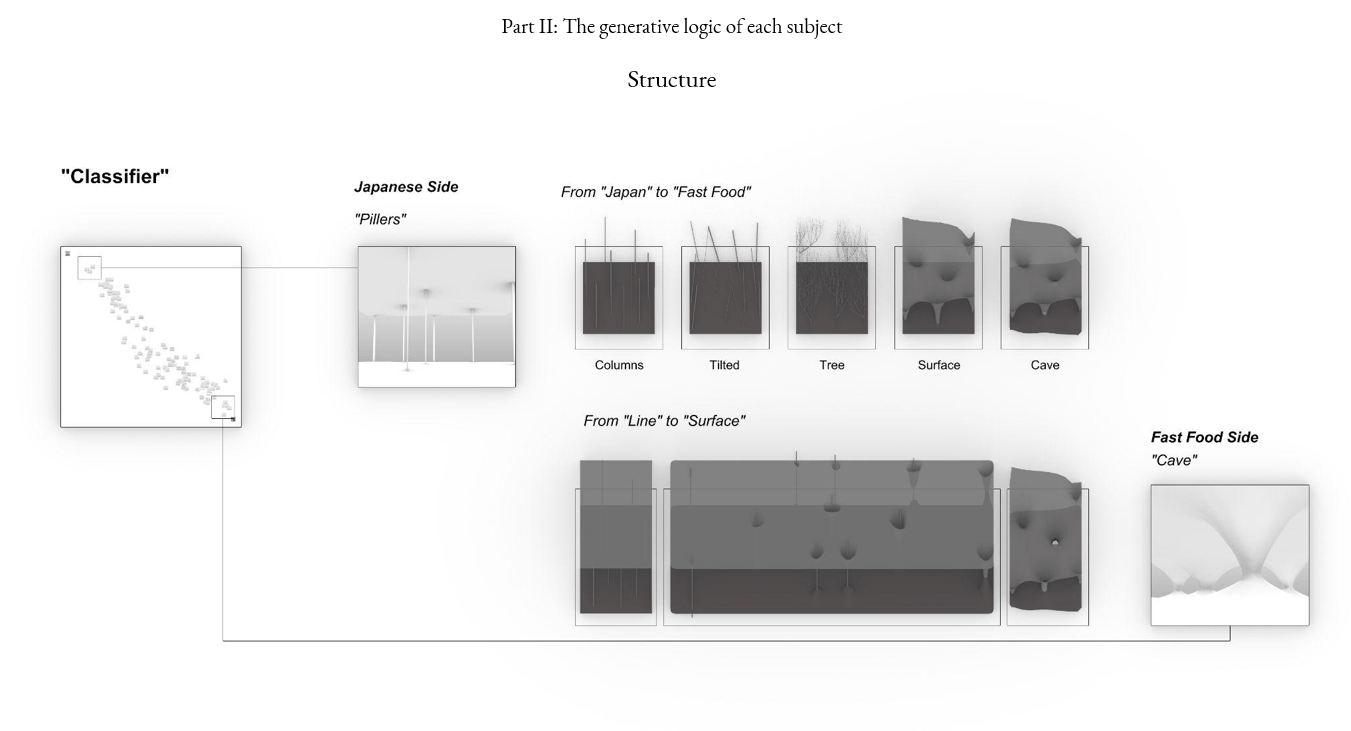 Part II: The generative logic of each subject
Structure
"Classifier"
Japanese Side
"Pillers"
From "Japan" to "Fast Food"
Columns
Tilted
Tree
Surface
Cave
From "Line" to "Surface"
Fast Food Side
"Cave"